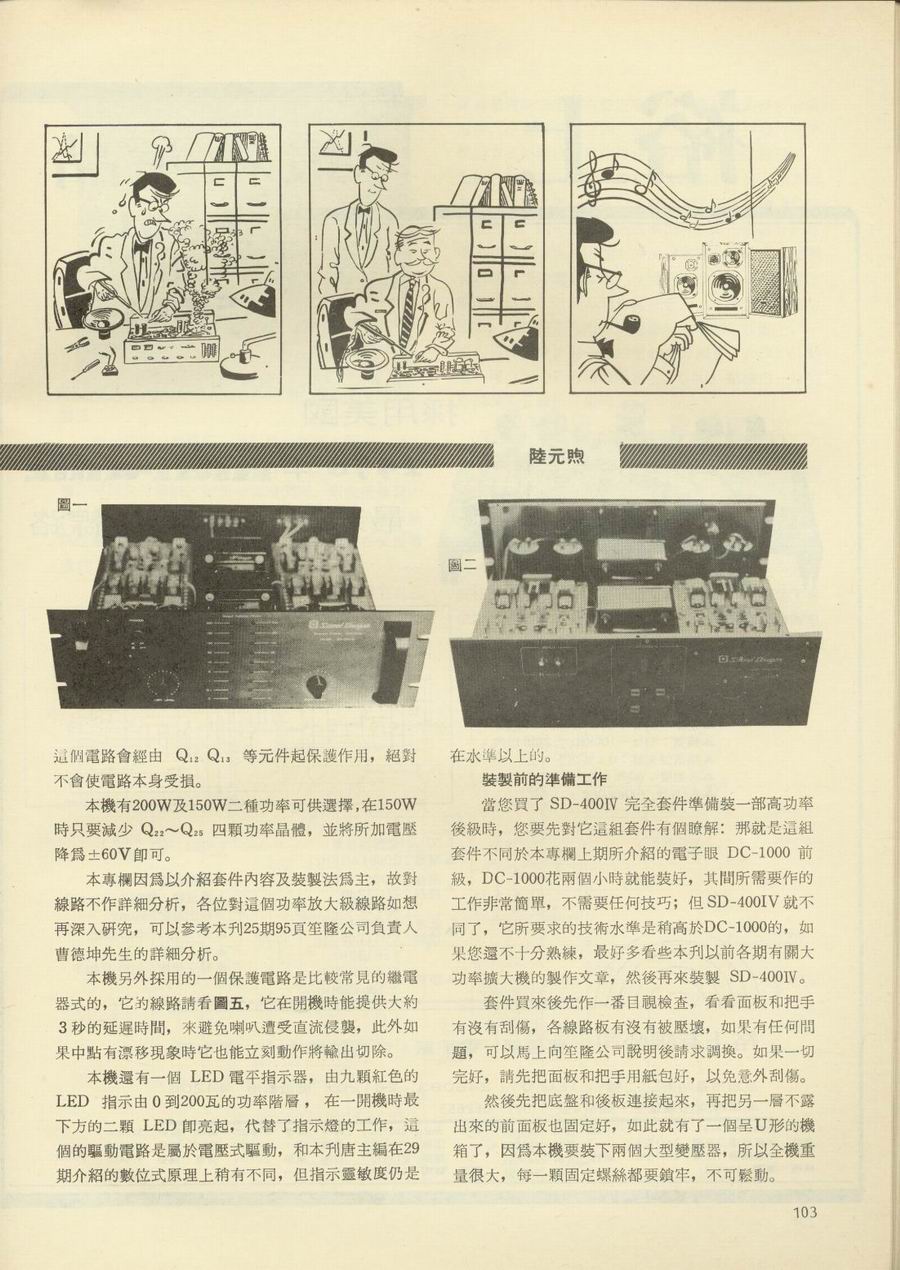 陸元煦
圖一
圖二
這個電路會經由 Q₁₂ Q₁₃ 等元件起保護作用，絕對
不會使電路本身受損。
本機有200W及150W二種功率可供選擇，在150W
時只要減少 Q₂₂～Q₂₅ 四顆功率晶體，並將所加電壓
降爲±60V卽可。
本專欄因爲以介紹套件內容及裝製法爲主，故對
線路不作詳細分析，各位對這個功率放大級線路如想
再深入研究，可以參考本刊25期95頁笙隆公司負責人
曹德坤先生的詳細分析。
本機另外採用的一個保護電路是比較常見的繼電
器式的，它的線路請看圖五，它在開機時能提供大約
3秒的延遲時間，來避免喇叭遭受直流侵襲，此外如
果中點有漂移現象時它也能立刻動作將輸出切除。
本機還有一個 LED 電平指示器，由九顆紅色的
LED 指示由0到200瓦的功率階層， 在一開機時最
下方的二顆 LED 卽亮起，代替了指示燈的工作，這
個的驅動電路是屬於電壓式驅動，和本刊唐主編在29
期介紹的數位式原理上稍有不同，但指示靈敏度仍是
在水準以上的。
裝製前的準備工作
當您買了 SD-400Ⅳ 完全套件準備裝一部高功率
後級時，您要先對它這組套件有個瞭解：那就是這組
套件不同於本專欄上期所介紹的電子眼 DC-1000 前
級，DC-1000花兩個小時就能裝好，其間所需要作的
工作非常簡單，不需要任何技巧；但 SD-400IV 就不
同了，它所要求的技術水準是稍高於DC-1000的，如
果您還不十分熟練，最好多看些本刊以前各期有關大
功率擴大機的製作文章，然後再來裝製 SD-400Ⅳ。
套件買來後先作一番目視檢查，看看面板和把手
有沒有刮傷，各線路板有沒有被壓壞，如果有任何問
題，可以馬上向笙隆公司說明後請求調換。如果一切
完好，請先把面板和把手用紙包好，以免意外刮傷。
然後先把底盤和後板連接起來，再把另一層不露
出來的前面板也固定好，如此就有了一個呈U形的機
箱了，因爲本機要裝下兩個大型變壓器，所以全機重
量很大，每一顆固定螺絲都要鎖牢，不可鬆動。
103